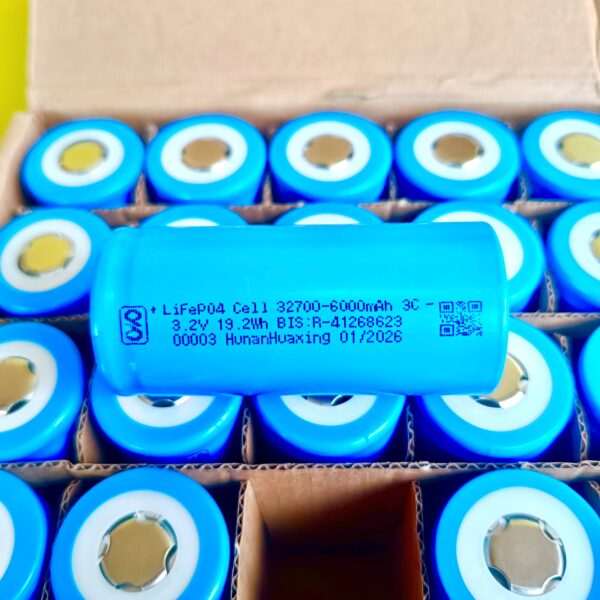 + LiFePO4 Cell 32700-6000mAh 3C -
3.2V 19.2Wh BIS:R-41268623
00003 HunanHuaxing 01/2026